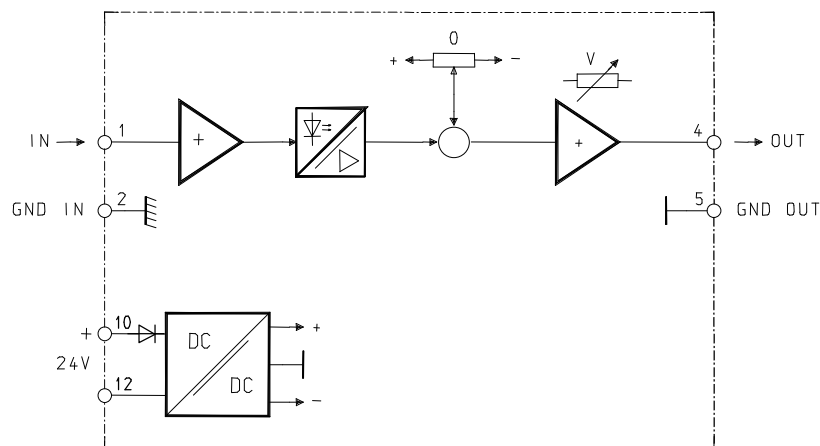 0
+ -
V
IN 1 + + 4 OUT
GND IN 2 5 GND OUT
+ 10 DC +
24V
12 DC -